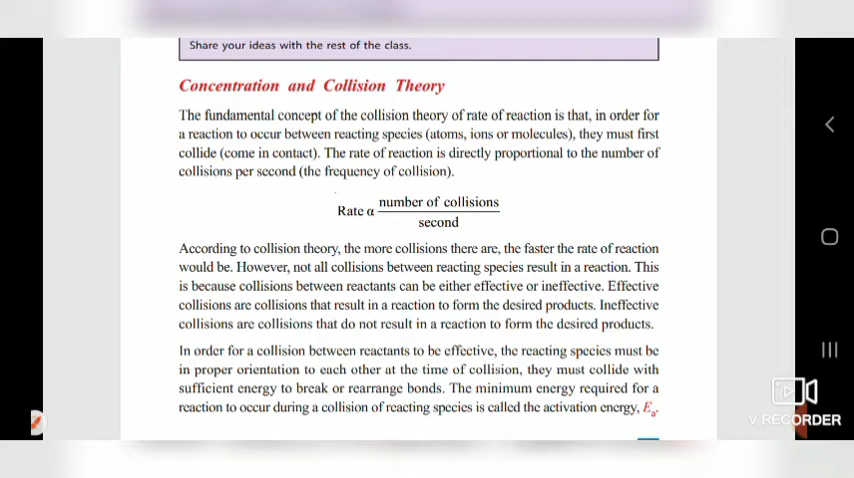 Share your ideas with the rest of the class.
Concentration and Collision Theory
The fundamental concept of the collision theory of rate of reaction is that, in order for
a reaction to occur between reacting species (atoms, ions or molecules), they must first
collide (come in contact). The rate of reaction is directly proportional to the number of
collisions per second (the frequency of collision).
Rate α number of collisions
second
According to collision theory, the more collisions there are, the faster the rate of reaction
would be. However, not all collisions between reacting species result in a reaction. This
is because collisions between reactants can be either effective or ineffective. Effective
collisions are collisions that result in a reaction to form the desired products. Ineffective
collisions are collisions that do not result in a reaction to form the desired products.
In order for a collision between reactants to be effective, the reacting species must be
in proper orientation to each other at the time of collision, they must collide with
sufficient energy to break or rearrange bonds. The minimum energy required for a
reaction to occur during a collision of reacting species is called the activation energy, Eₐ.
V RECORDER